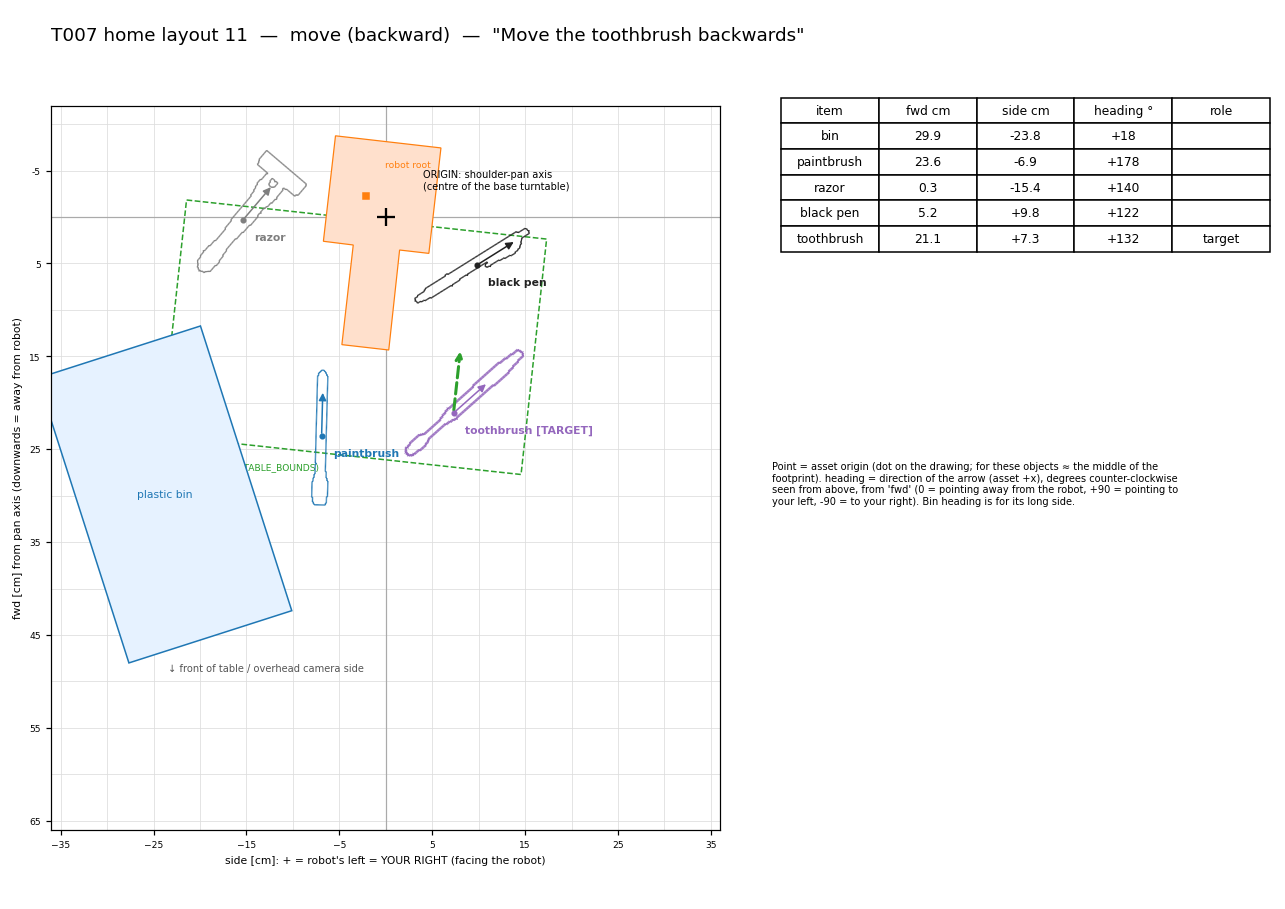 T007 home layout 11 — move (backward) — "Move the toothbrush backwards"
item fwd cm side cm heading ° role
bin 29.9 -23.8 +18
paintbrush 23.6 -6.9 +178
razor 0.3 -15.4 +140
black pen 5.2 +9.8 +122
toothbrush 21.1 +7.3 +132 target
robot root
ORIGIN: shoulder-pan axis
(centre of the base turntable)
razor
black pen
toothbrush [TARGET]
paintbrush
TABLE_BOUNDS)
plastic bin
↓ front of table / overhead camera side
-5
5
15
25
35
45
55
65
fwd [cm] from pan axis (downwards = away from robot)
−35 −25 −15 −5 5 15 25 35
side [cm]: + = robot's left = YOUR RIGHT (facing the robot)
Point = asset origin (dot on the drawing; for these objects ≈ the middle of the
footprint). heading = direction of the arrow (asset +x), degrees counter-clockwise
seen from above, from 'fwd' (0 = pointing away from the robot, +90 = pointing to
your left, -90 = to your right). Bin heading is for its long side.